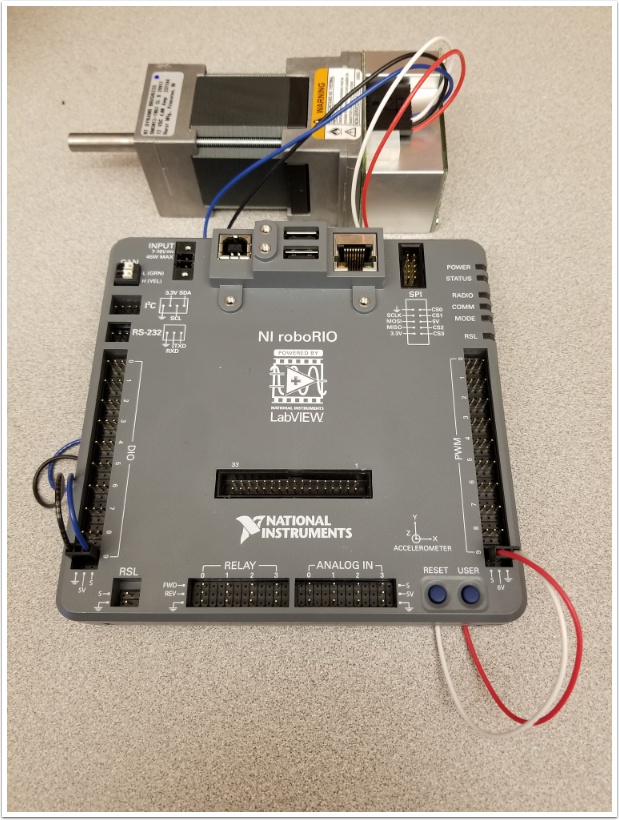 WARNING
INPUT
45W MAX
CAN
L (GRN)
H (YEL)
3.3V SDA
I²C
SCL
RS-232
TXD
RXD
SPI
SCLK
MOSI
MISO
3.3V
CS0
CS1
5V
CS2
CS3
POWER
STATUS
RADIO
COMM
MODE
RSL
NI roboRIO
POWERED BY
NATIONAL INSTRUMENTS
LabVIEW
DIO
0
1
2
3
4
5
6
7
8
9
PWM
0
1
2
3
4
5
6
7
8
9
33
1
NATIONAL
INSTRUMENTS
Y
Z
X
ACCELEROMETER
S
5V
RSL
S
RELAY
0 1 2 3
FWD
REV
ANALOG IN
0 1 2 3
S
5V
RESET
USER
S
6V